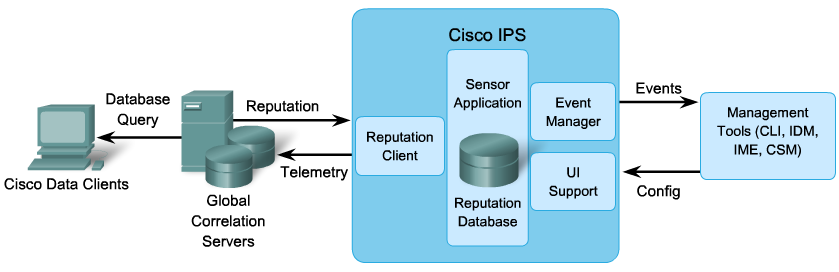 Cisco IPS
Database
Query
Reputation
Telemetry
Cisco Data Clients
Global
Correlation
Servers
Reputation
Client
Sensor
Application
Reputation
Database
Event
Manager
UI
Support
Events
Config
Management
Tools (CLI, IDM,
IME, CSM)